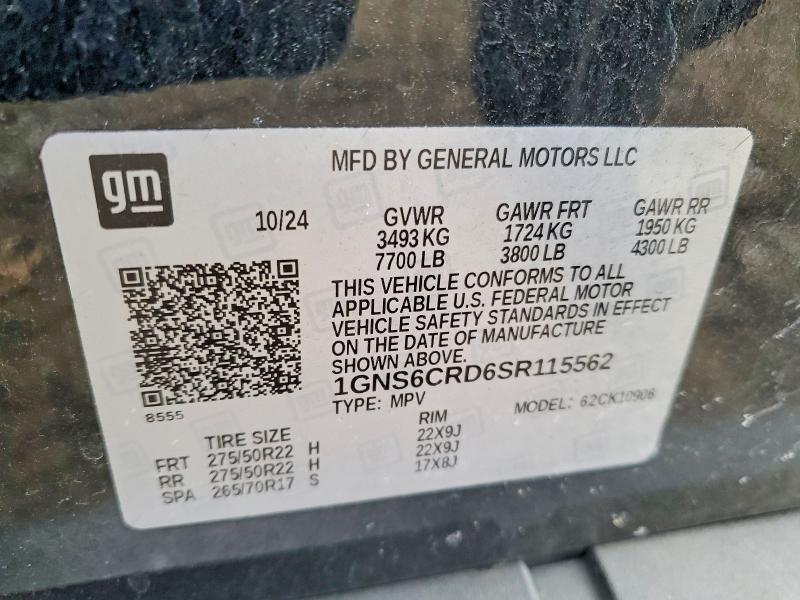 gm
MFD BY GENERAL MOTORS LLC
10/24
GVWR GAWR FRT GAWR RR
3493 KG 1724 KG 1950 KG
7700 LB 3800 LB 4300 LB
THIS VEHICLE CONFORMS TO ALL
APPLICABLE U.S. FEDERAL MOTOR
VEHICLE SAFETY STANDARDS IN EFFECT
ON THE DATE OF MANUFACTURE
SHOWN ABOVE.
1GNS6CRD6SR115562
8555
TYPE: MPV MODEL: 62CK10906
TIRE SIZE RIM
FRT 275/50R22 H 22X9J
RR 275/50R22 H 22X9J
SPA 265/70R17 S 17X8J